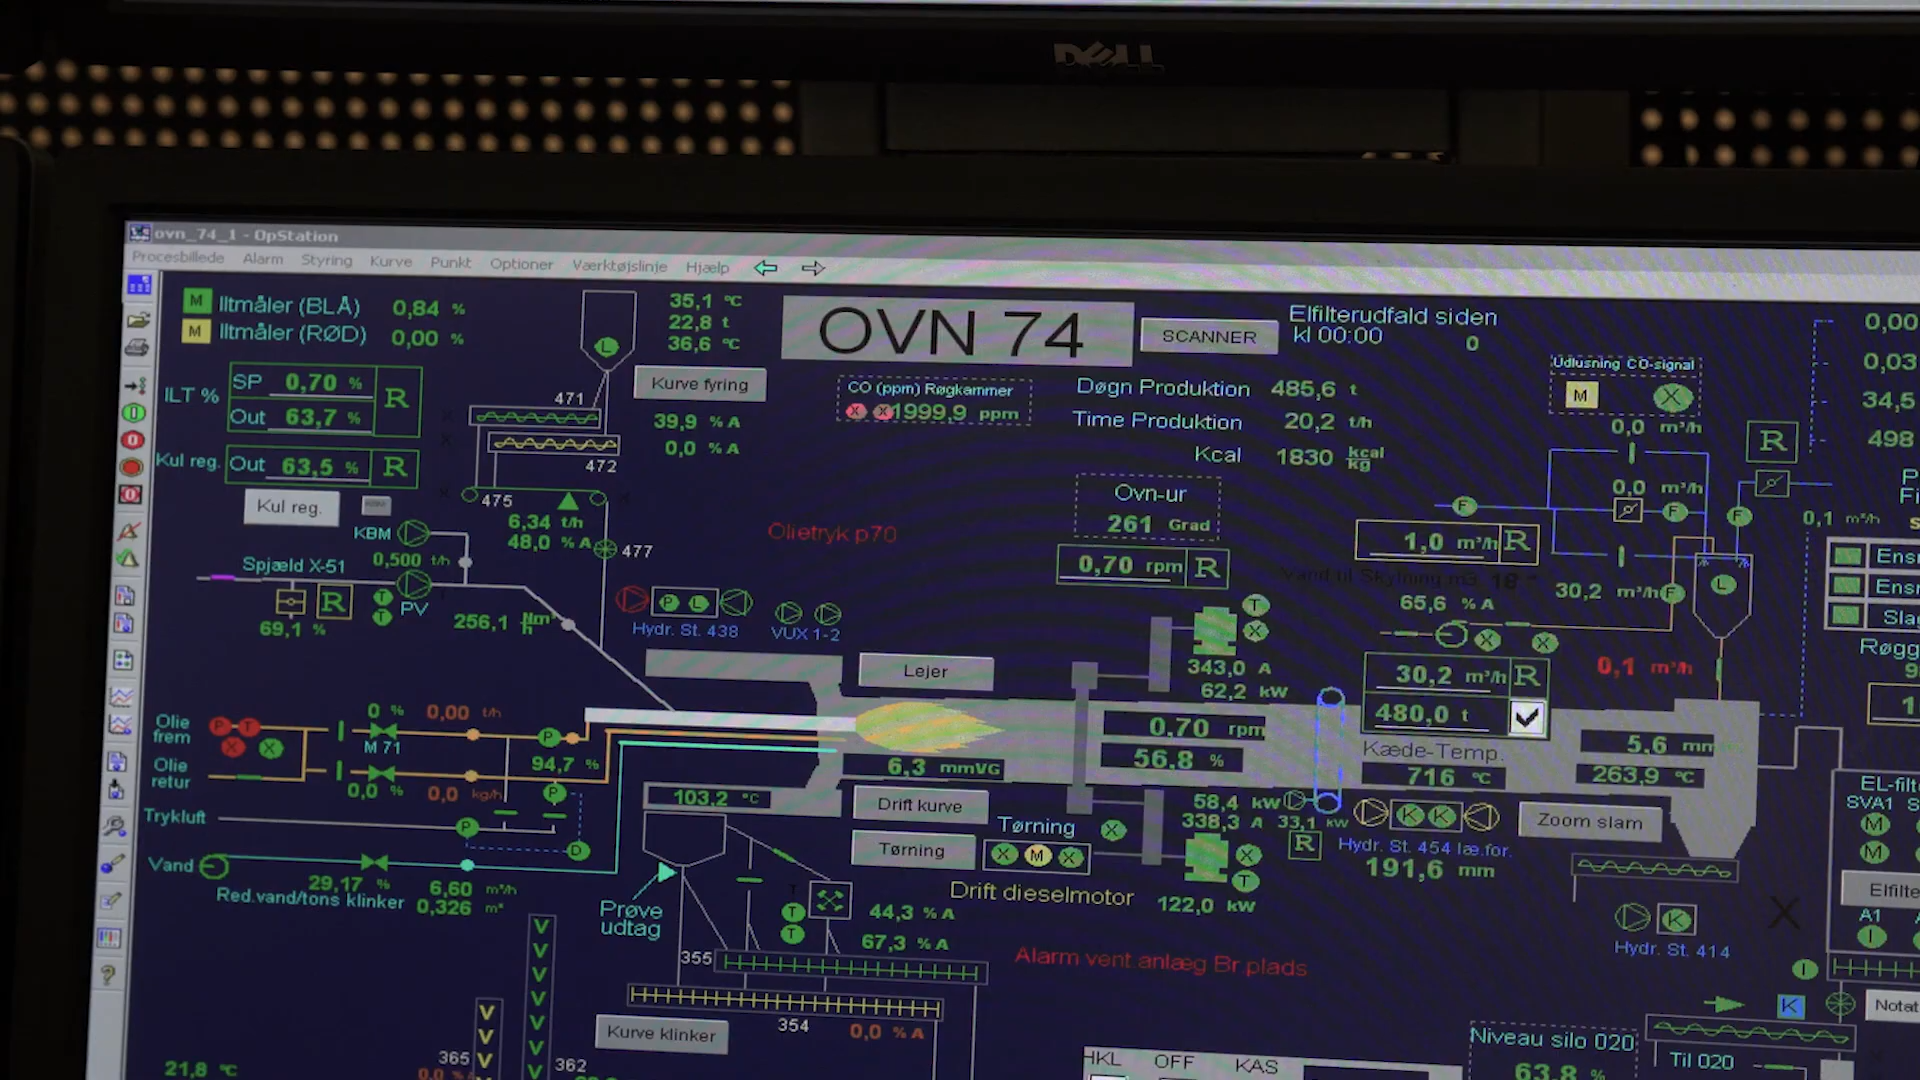 DELL
ovn_74_1 - OpStation
Procesbillede Alarm Styring Kurve Punkt Optioner Værktøjslinje Hjælp
M Iltmåler (BLÅ) 0,84 %
M Iltmåler (RØD) 0,00 %
ILT %
SP 0,70 %
Out 63,7 %
R
Kul reg. Out 63,5 % R
Kul reg.
KBM
0,500 t/h
Spjæld X-51
R
69,1 %
T
T
PV
256,1
L
35,1 °C
22,8 t
36,6 °C
Kurve fyring
471
39,9 % A
0,0 % A
472
475
6,34 t/h
48,0 % A
477
OVN 74
SCANNER
Elfilterudfald siden
kl 00:00 0
CO (ppm) Røgkammer
X X 1999,9 ppm
Døgn Produktion 485,6 t
Time Produktion 20,2 t/h
Kcal 1830 kcal
kg
Udlusning CO-signal
M X
0,0 m³/h
0,0 m³/h
R
F
F
F
0,1 m³/h
0,00
0,03
34,5
498
Olietryk p70
Ovn-ur
261 Grad
0,70 rpm R
1,0 m³/h R
Vand til Skylning m3 18
65,6 % A
30,2 m³/h F
L
X X
0,1 m³/h
30,2 m³/h R
480,0 t
Kæde-Temp.
716 °C
P L
Hydr. St. 438
VUX 1-2
Lejer
T
X
343,0 A
62,2 kW
0,70 rpm
56.8 %
5,6 mm
263,9 °C
Olie
frem
P T
X X
0 % 0,00 t/h
M 71
P
94,7 %
Olie
retur
0,0 % 0,0 kg/h
P
Trykluft
P
D
Vand
29,17 % 6,60 m³/h
Red.vand/tons klinker 0,326 m³
6,3 mmVG
103,2 °C
Drift kurve
Tørning
Tørning X
X M X
Drift dieselmotor
58,4 kW
338,3 A 33,1 kW
R
X
T
122,0 kW
K K
Hydr. St. 454 læ.for.
191,6 mm
Zoom slam
K
Hydr. St. 414
Prøve
udtag
T
T
44,3 % A
67,3 % A
355
354 0,0 % A
Alarm vent.anlæg Br.plads
Kurve klinker
365
362
21,8 °C
V
V
V
V
V
V
V
V
V
V
HKL OFF KAS
Niveau silo 020
63,8 %
Til 020
K
I
Notat
EL-filt
SVA1
M
M
Elfilte
A1
I
Ensr
Ensr
Slag
Røgg